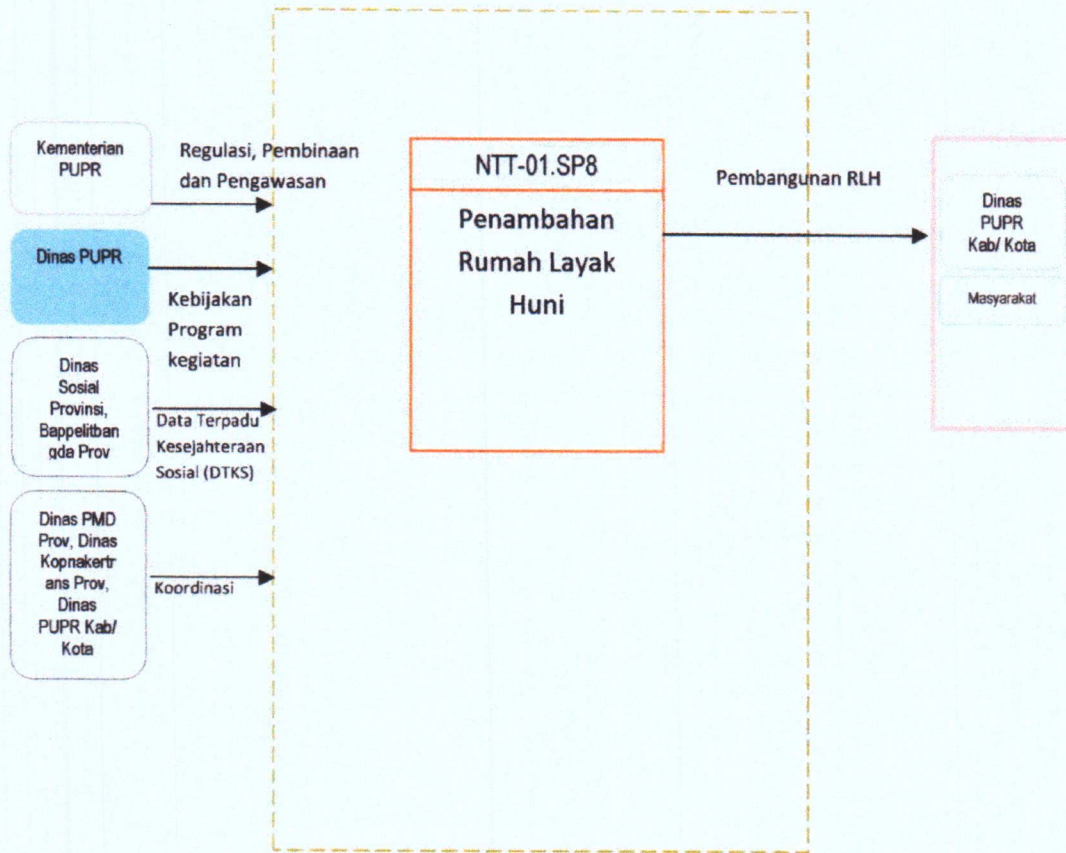 Kementerian
PUPR
Regulasi, Pembinaan
dan Pengawasan
Dinas PUPR
Kebijakan
Program
kegiatan
Dinas
Sosial
Provinsi,
Bappelitban
gda Prov
Data Terpadu
Kesejahteraan
Sosial (DTKS)
Dinas PMD
Prov, Dinas
Kopnakertr
ans Prov,
Dinas
PUPR Kab/
Kota
Koordinasi
NTT-01.SP8
Penambahan
Rumah Layak
Huni
Pembangunan RLH
Dinas
PUPR
Kab/ Kota
Masyarakat